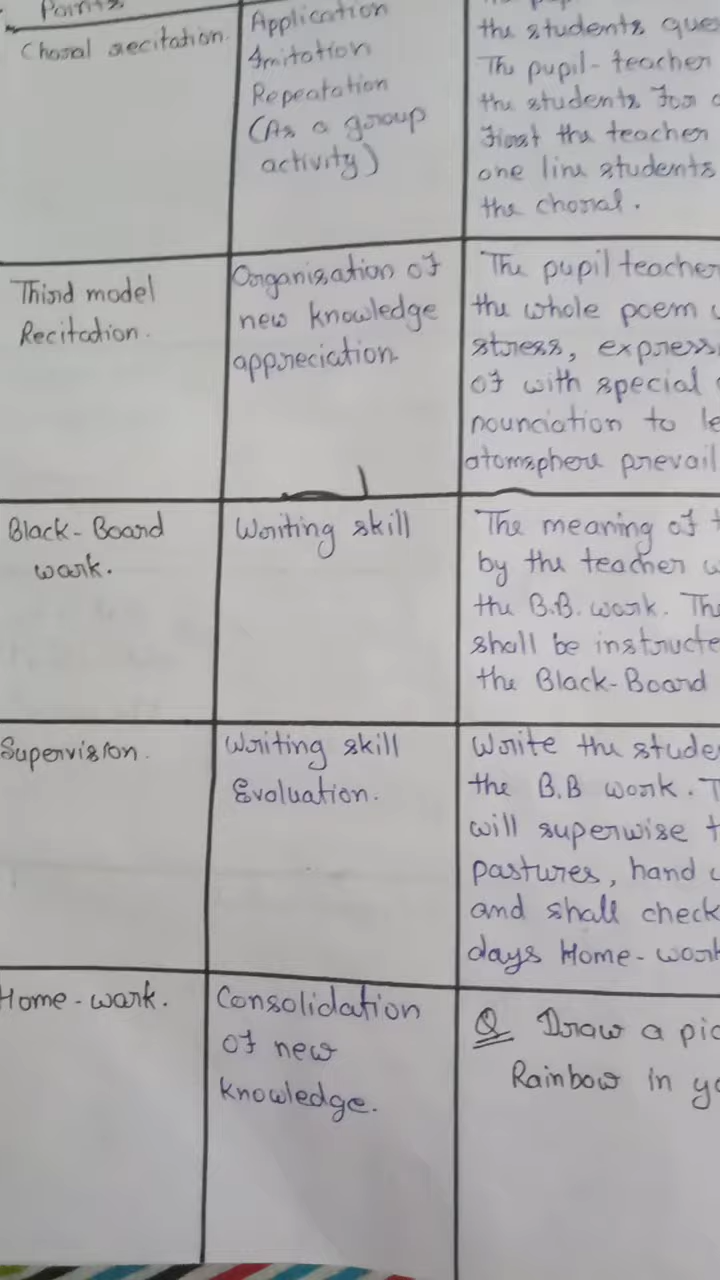 Points
Choral recitation.
Application
Imitation
Repeatation
(As a group
activity)
the students que
The pupil-teacher
the students for
First the teacher
one line students
the choral.
Third model
Recitation.
Organisation of
new knowledge
appreciation.
The pupil teacher
the whole poem
stress, express
of with special
nounciation to le
atomsphere prevail
Black-Board
work.
Writing skill
The meaning of t
by the teacher w
the B.B. work. The
shall be instructe
the Black-Board
Supervision.
Writing skill
Evaluation.
Write the stude
the B.B work. T
will superwise t
pastures, hand
and shall check
days Home-work
Home-work.
Consolidation
of new
knowledge.
Q Draw a pic
Rainbow in yo